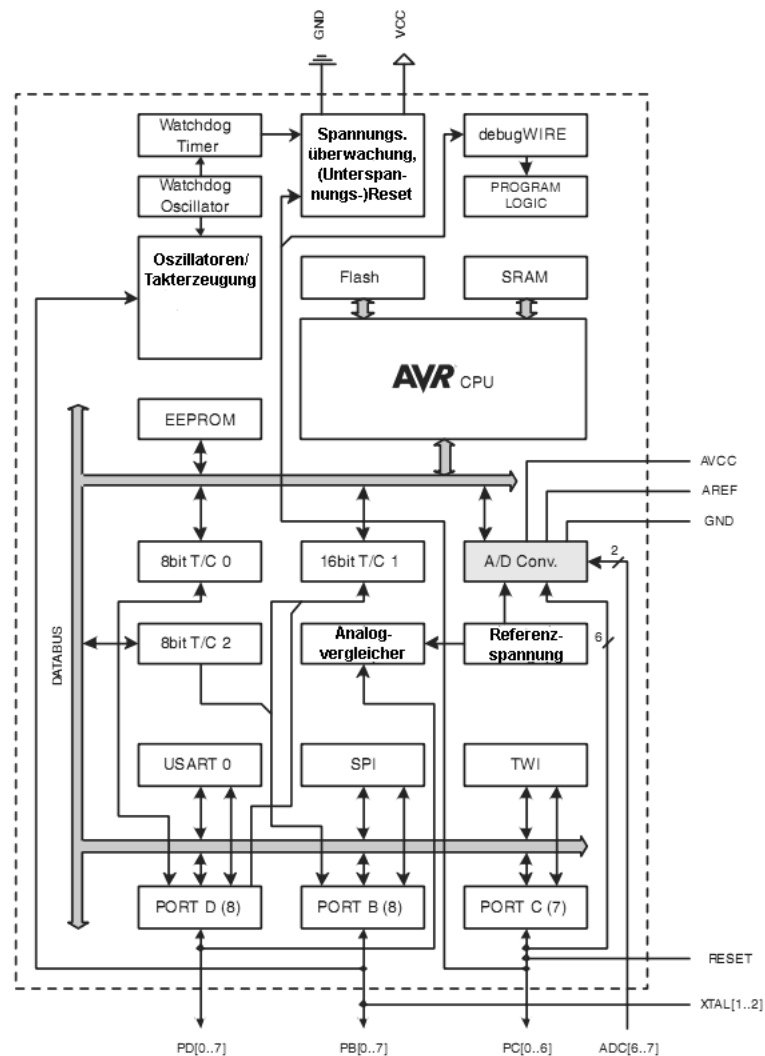 GND
VCC
Watchdog
Timer
Spannungs.
überwachung,
(Unterspan-
nungs-)Reset
debugWIRE
Watchdog
Oscillator
PROGRAM
LOGIC
Oszillatoren/
Takterzeugung
Flash
SRAM
AVR CPU
EEPROM
AVCC
AREF
GND
8bit T/C 0
16bit T/C 1
A/D Conv.
2
8bit T/C 2
Analog-
vergleicher
Referenz-
spannung
6
DATABUS
USART 0
SPI
TWI
PORT D (8)
PORT B (8)
PORT C (7)
RESET
XTAL[1..2]
PD[0..7]
PB[0..7]
PC[0..6]
ADC[6..7]